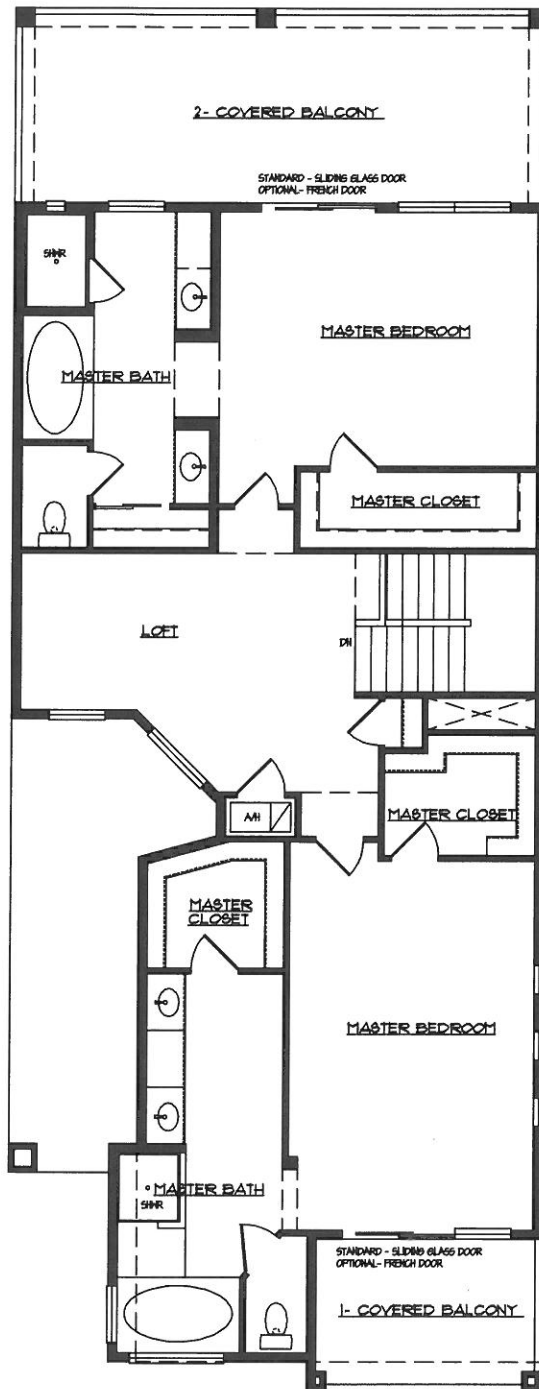 2- COVERED BALCONY
STANDARD - SLIDING GLASS DOOR
OPTIONAL- FRENCH DOOR
SHWR
MASTER BEDROOM
MASTER BATH
MASTER CLOSET
LOFT
DN
MASTER CLOSET
A/H
MASTER
CLOSET
MASTER BEDROOM
MASTER BATH
SHWR
STANDARD - SLIDING GLASS DOOR
OPTIONAL- FRENCH DOOR
1- COVERED BALCONY